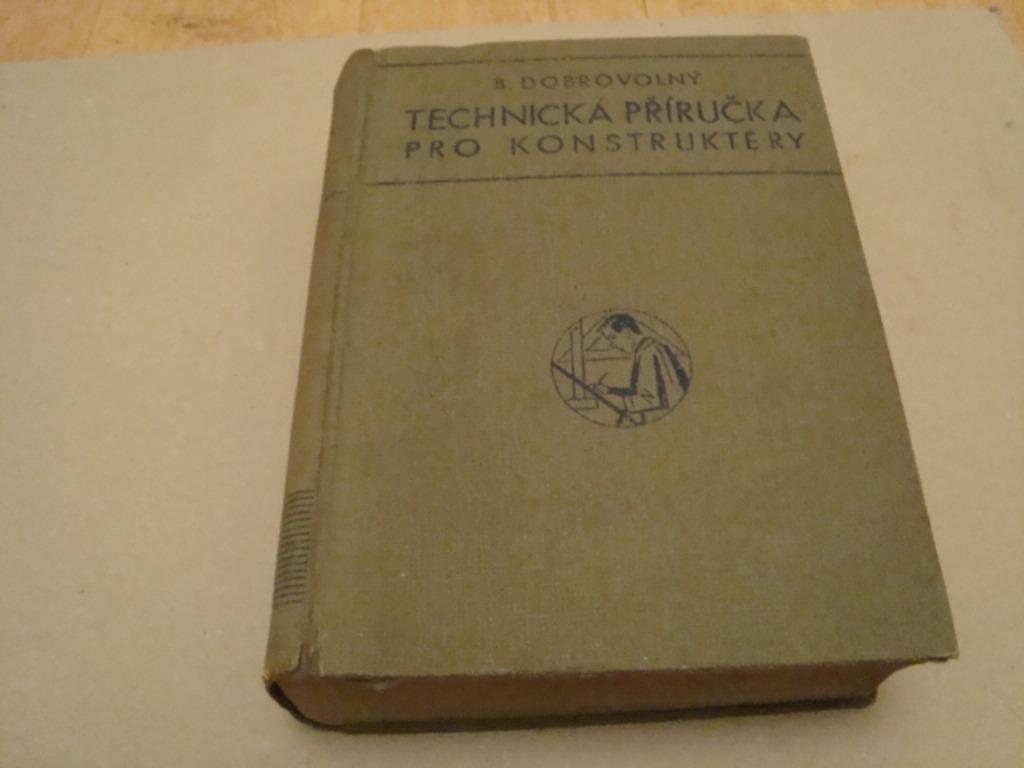 B. DOBROVOLNÝ
TECHNICKÁ PŘÍRUČKA
PRO KONSTRUKTÉRY